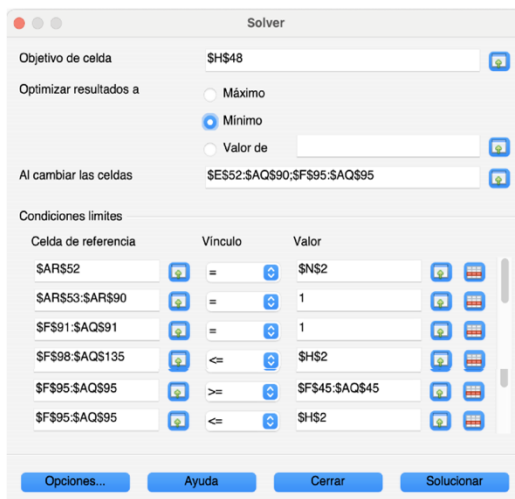 Solver
Objetivo de celda $H$48
Optimizar resultados a Máximo
Mínimo
Valor de
Al cambiar las celdas $E$52:$AQ$90;$F$95:$AQ$95
Condiciones limites
Celda de referencia Vínculo Valor
$AR$52 = $N$2
$AR$53:$AR$90 = 1
$F$91:$AQ$91 = 1
$F$98:$AQ$135 <= $H$2
$F$95:$AQ$95 >= $F$45:$AQ$45
$F$95:$AQ$95 <= $H$2
Opciones... Ayuda Cerrar Solucionar